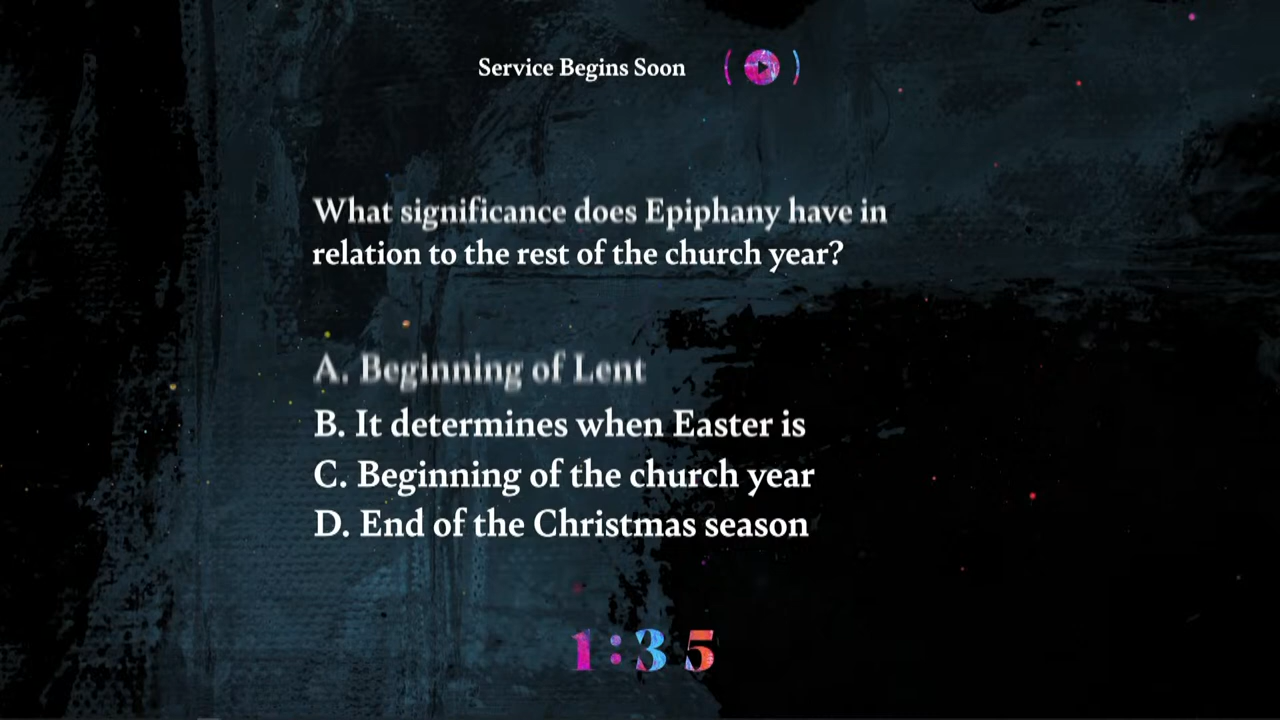 Service Begins Soon
What significance does Epiphany have in
relation to the rest of the church year?
A. Beginning of Lent
B. It determines when Easter is
C. Beginning of the church year
D. End of the Christmas season
1:35